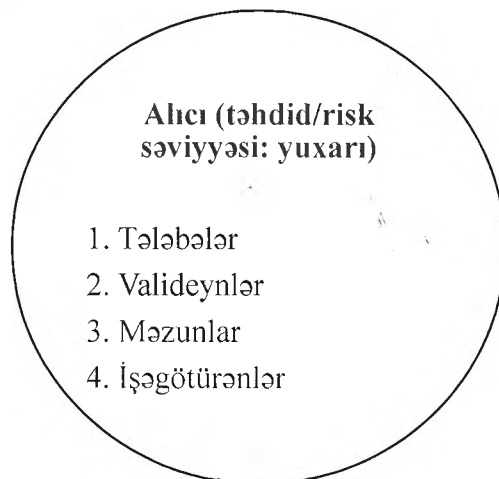 Alıcı (təhdid/risk
səviyyəsi: yuxarı)
1. Tələbələr
2. Valideynlər
3. Məzunlar
4. İşəgötürənlər